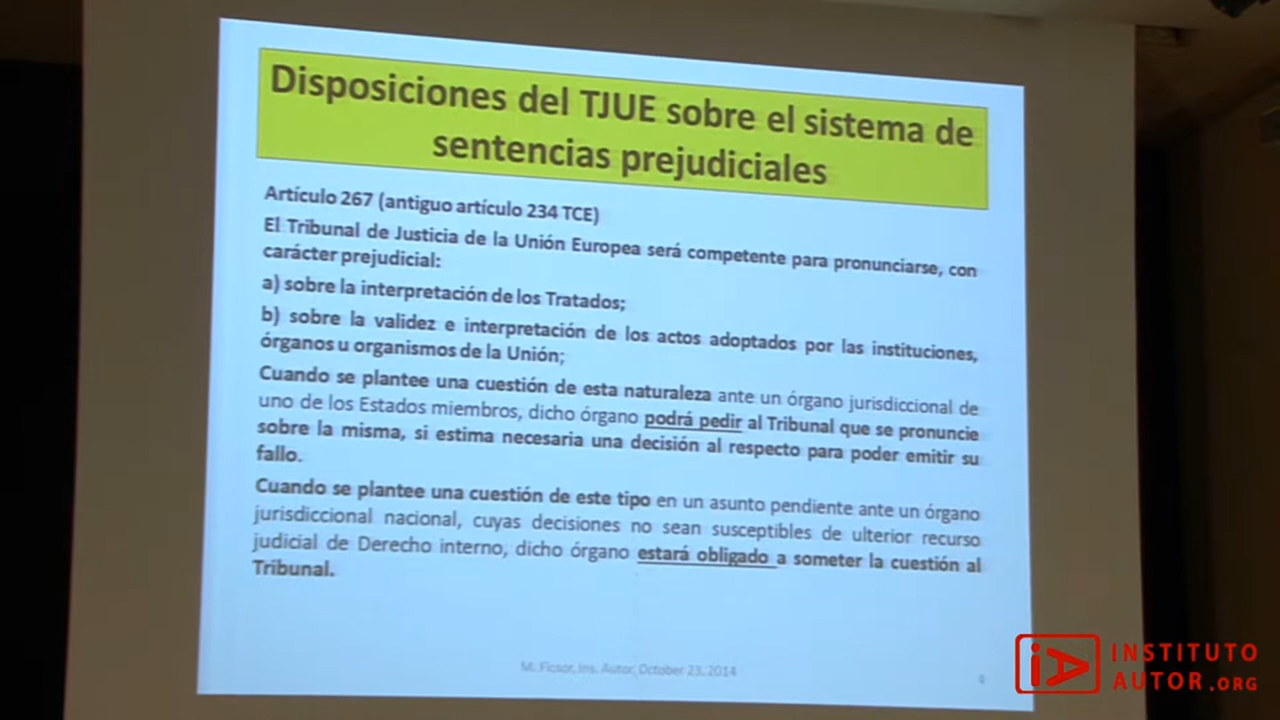 Disposiciones del TJUE sobre el sistema de
sentencias prejudiciales
Artículo 267 (antiguo artículo 234 TCE)
El Tribunal de Justicia de la Unión Europea será competente para pronunciarse, con
carácter prejudicial:
a) sobre la interpretación de los Tratados;
b) sobre la validez e interpretación de los actos adoptados por las instituciones,
órganos u organismos de la Unión;
Cuando se plantee una cuestión de esta naturaleza ante un órgano jurisdiccional de
uno de los Estados miembros, dicho órgano podrá pedir al Tribunal que se pronuncie
sobre la misma, si estima necesaria una decisión al respecto para poder emitir su
fallo.
Cuando se plantee una cuestión de este tipo en un asunto pendiente ante un órgano
jurisdiccional nacional, cuyas decisiones no sean susceptibles de ulterior recurso
judicial de Derecho interno, dicho órgano estará obligado a someter la cuestión al
Tribunal.
M. Ficsor, Ins. Autor, October 23, 2014
iA INSTITUTO
AUTOR.ORG